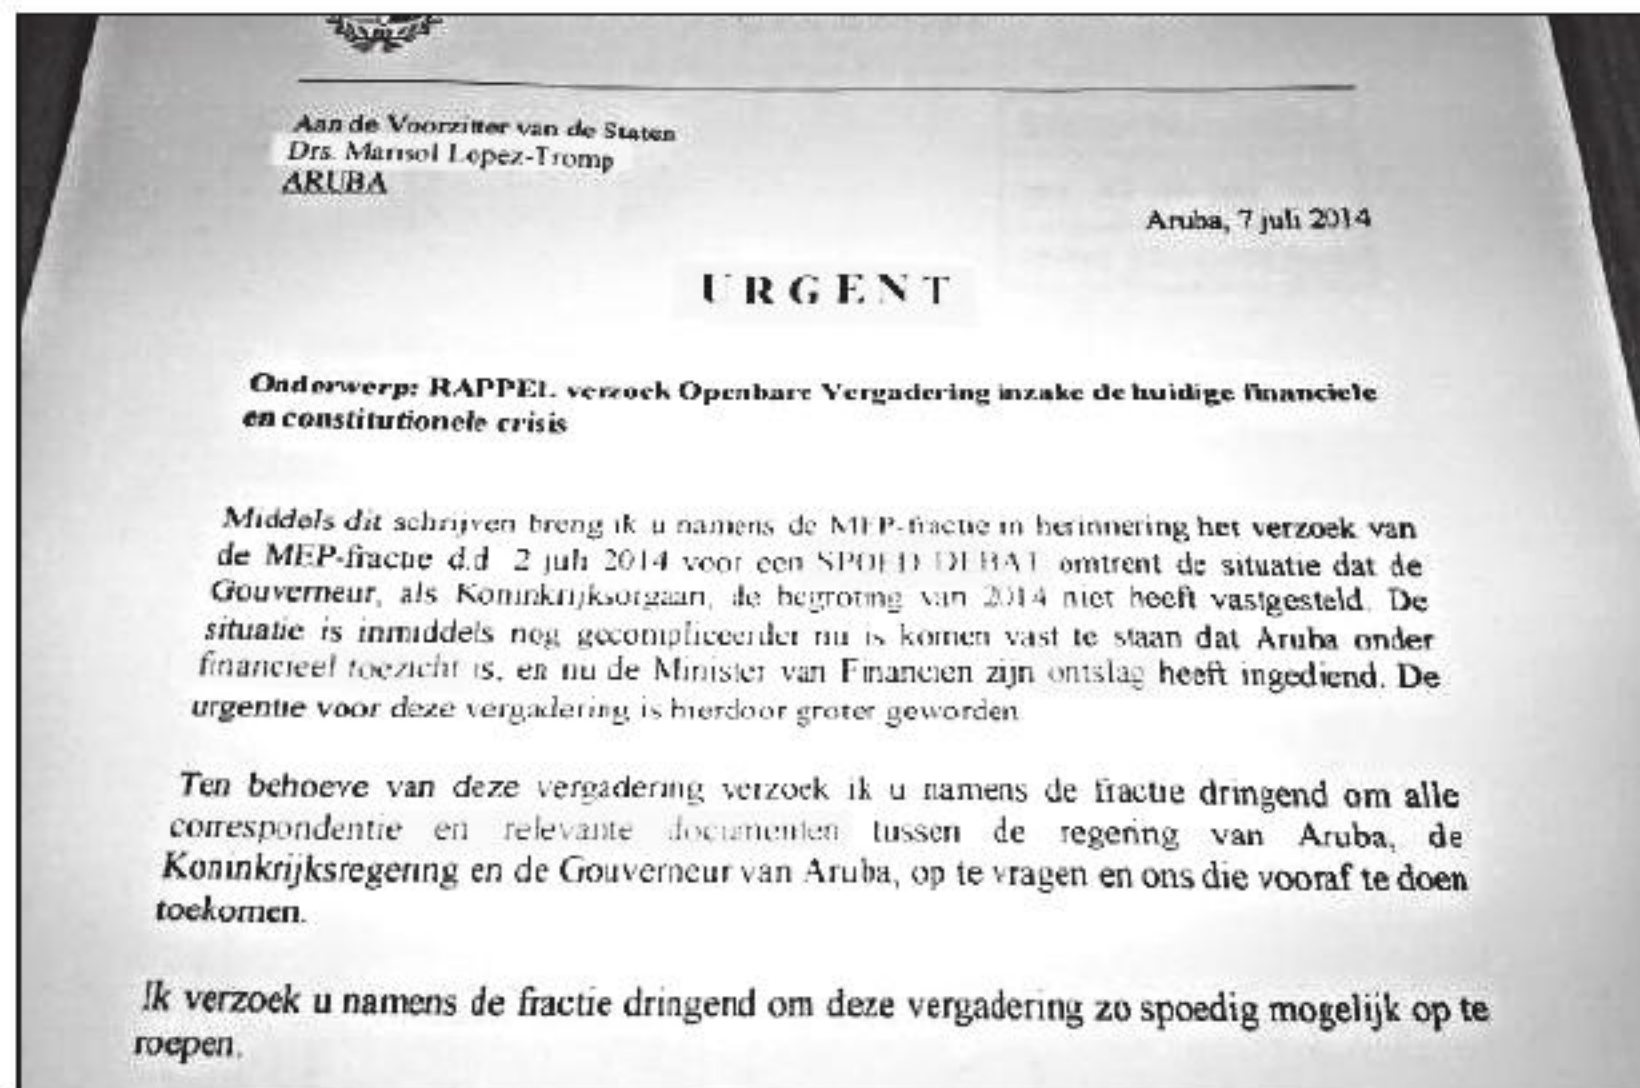 Aan de Voorzitter van de Staten
Drs. Marisol Lopez-Tromp
ARUBA
Aruba, 7 juli 2014
URGENT
Onderwerp: RAPPEL verzoek Openbare Vergadering inzake de huidige financiele
en constitutionele crisis
Middels dit schrijven breng ik u namens de MEP-fractie in herinnering het verzoek van
de MEP-fractie d.d 2 juli 2014 voor een SPOED DEBAT omtrent de situatie dat de
Gouverneur, als Koninkrijksorgaan, de begroting van 2014 niet heeft vastgesteld. De
situatie is inmiddels nog gecompliceerder nu is komen vast te staan dat Aruba onder
financieel toezicht is, en nu de Minister van Financien zijn ontslag heeft ingediend. De
urgentie voor deze vergadering is hierdoor groter geworden
Ten behoeve van deze vergadering verzoek ik u namens de fractie dringend om alle
correspondentie en relevante documenten tussen de regering van Aruba, de
Koninkrijksregering en de Gouverneur van Aruba, op te vragen en ons die vooraf te doen
toekomen.
Ik verzoek u namens de fractie dringend om deze vergadering zo spoedig mogelijk op te
roepen.